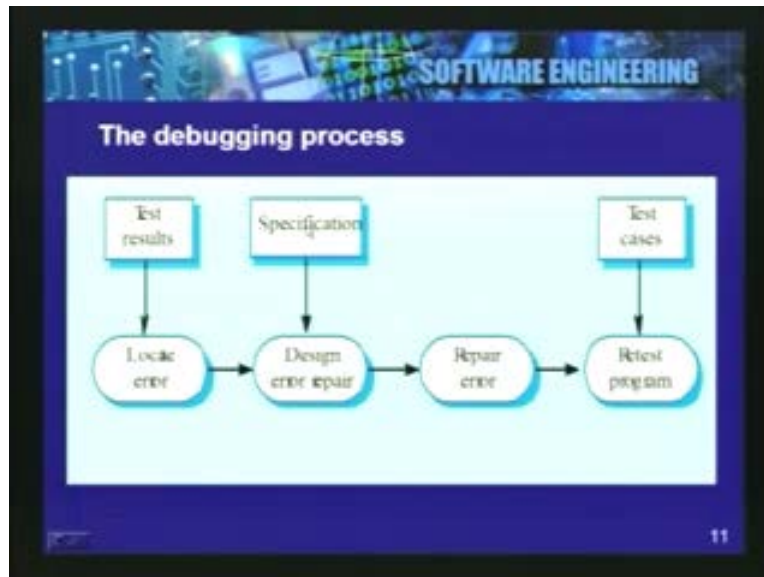 SOFTWARE ENGINEERING
The debugging process
Test
results
Specification
Test
cases
Locate
error
Design
error repair
Repair
error
Retest
program
11